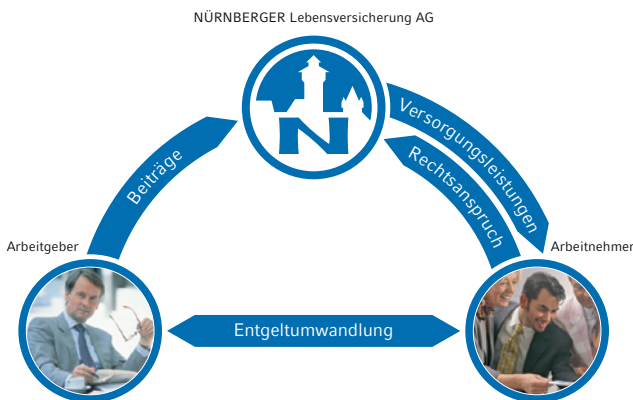 NÜRNBERGER Lebensversicherung AG
N
Versorgungsleistungen
Beiträge
Rechtsanspruch
Arbeitgeber
Arbeitnehmer
Entgeltumwandlung